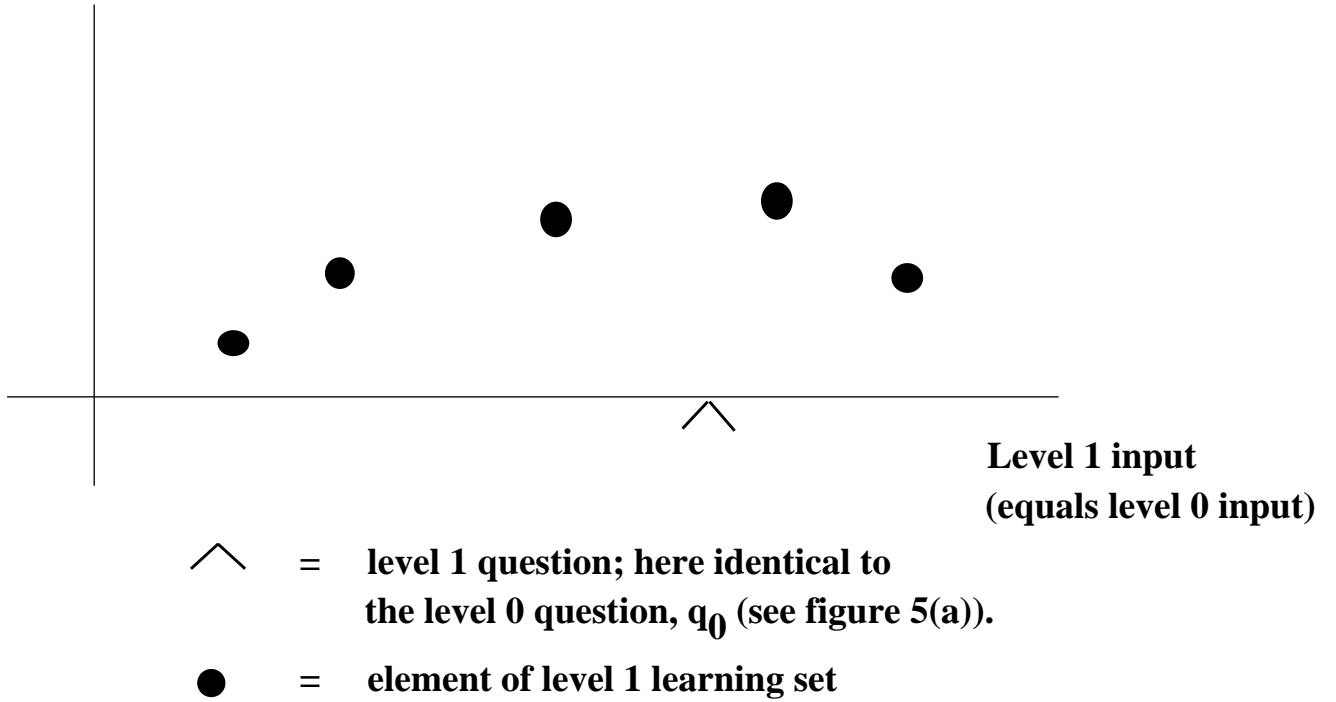 Level 1 input
(equals level 0 input)
= level 1 question; here identical to
the level 0 question, q0 (see figure 5(a)).
= element of level 1 learning set